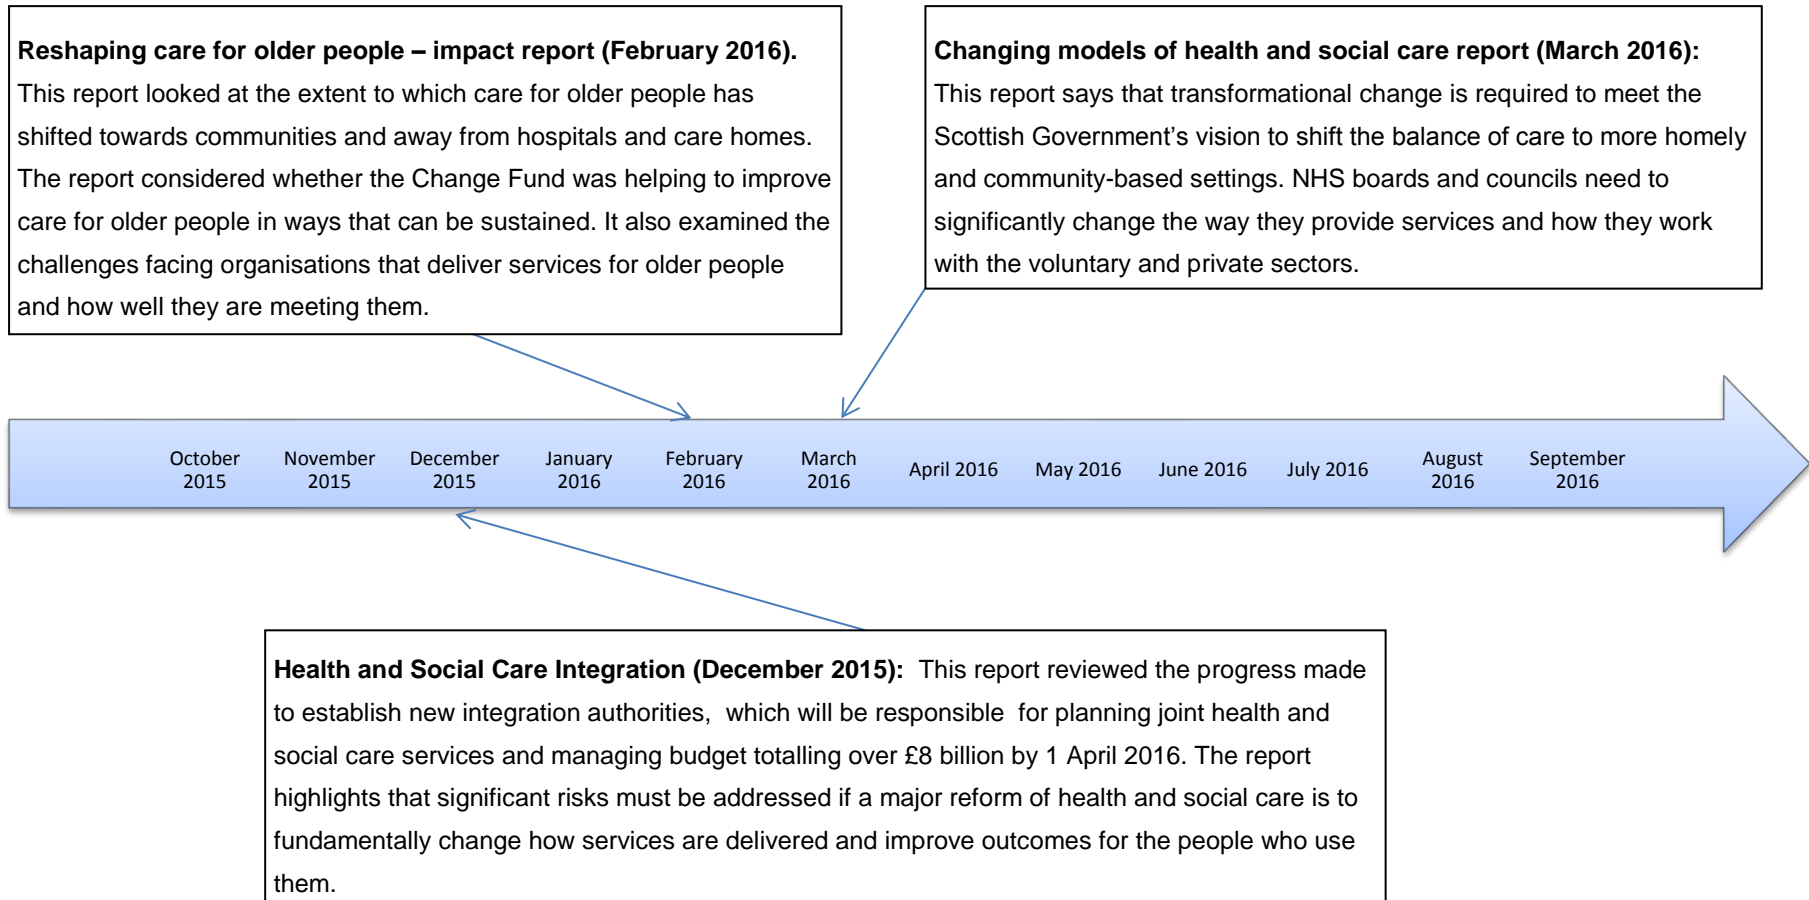 Reshaping care for older people – impact report (February 2016).
This report looked at the extent to which care for older people has
shifted towards communities and away from hospitals and care homes.
The report considered whether the Change Fund was helping to improve
care for older people in ways that can be sustained. It also examined the
challenges facing organisations that deliver services for older people
and how well they are meeting them.
Changing models of health and social care report (March 2016):
This report says that transformational change is required to meet the
Scottish Government’s vision to shift the balance of care to more homely
and community-based settings. NHS boards and councils need to
significantly change the way they provide services and how they work
with the voluntary and private sectors.
October
2015
November
2015
December
2015
January
2016
February
2016
March
2016
April 2016
May 2016
June 2016
July 2016
August
2016
September
2016
Health and Social Care Integration (December 2015): This report reviewed the progress made
to establish new integration authorities, which will be responsible for planning joint health and
social care services and managing budget totalling over £8 billion by 1 April 2016. The report
highlights that significant risks must be addressed if a major reform of health and social care is to
fundamentally change how services are delivered and improve outcomes for the people who use
them.